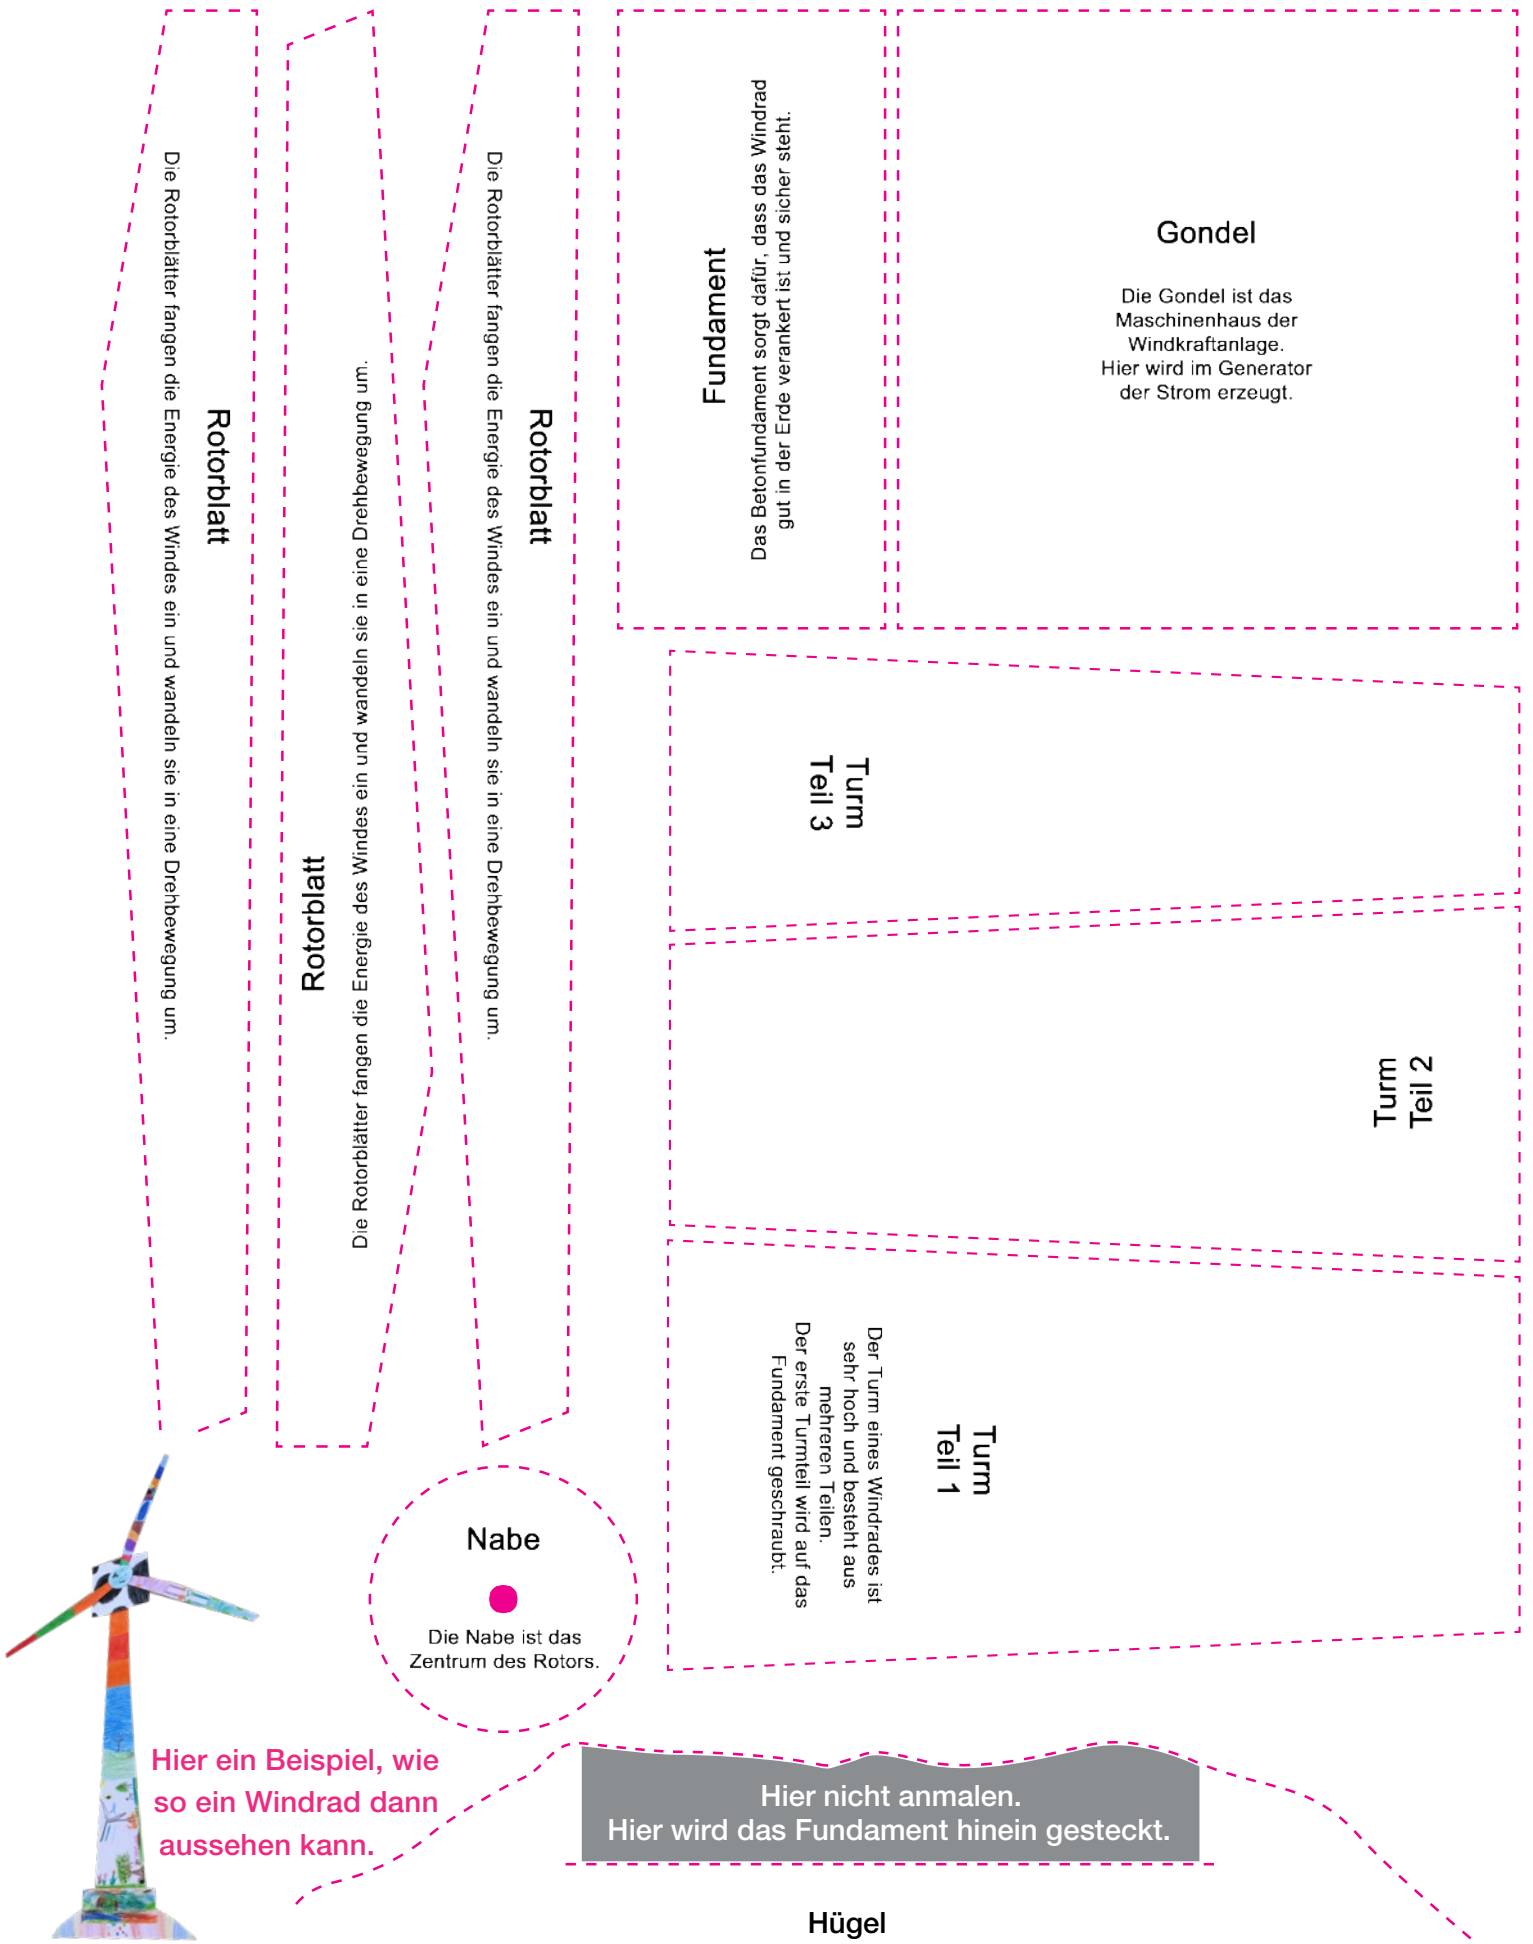 Rotorblatt
Die Rotorblätter fangen die Energie des Windes ein und wandeln sie in eine Drehbewegung um.
Rotorblatt
Die Rotorblätter fangen die Energie des Windes ein und wandeln sie in eine Drehbewegung um.
Rotorblatt
Die Rotorblätter fangen die Energie des Windes ein und wandeln sie in eine Drehbewegung um.
Fundament
Das Betonfundament sorgt dafür, dass das Windrad
gut in der Erde verankert ist und sicher steht.
Gondel
Die Gondel ist das
Maschinenhaus der
Windkraftanlage.
Hier wird im Generator
der Strom erzeugt.
Turm
Teil 3
Turm
Teil 2
Turm
Teil 1
Der Turm eines Windrades ist
sehr hoch und besteht aus
mehreren Teilen.
Der erste Turmteil wird auf das
Fundament geschraubt.
Nabe
Die Nabe ist das
Zentrum des Rotors.
Hier ein Beispiel, wie
so ein Windrad dann
aussehen kann.
Hier nicht anmalen.
Hier wird das Fundament hinein gesteckt.
Hügel